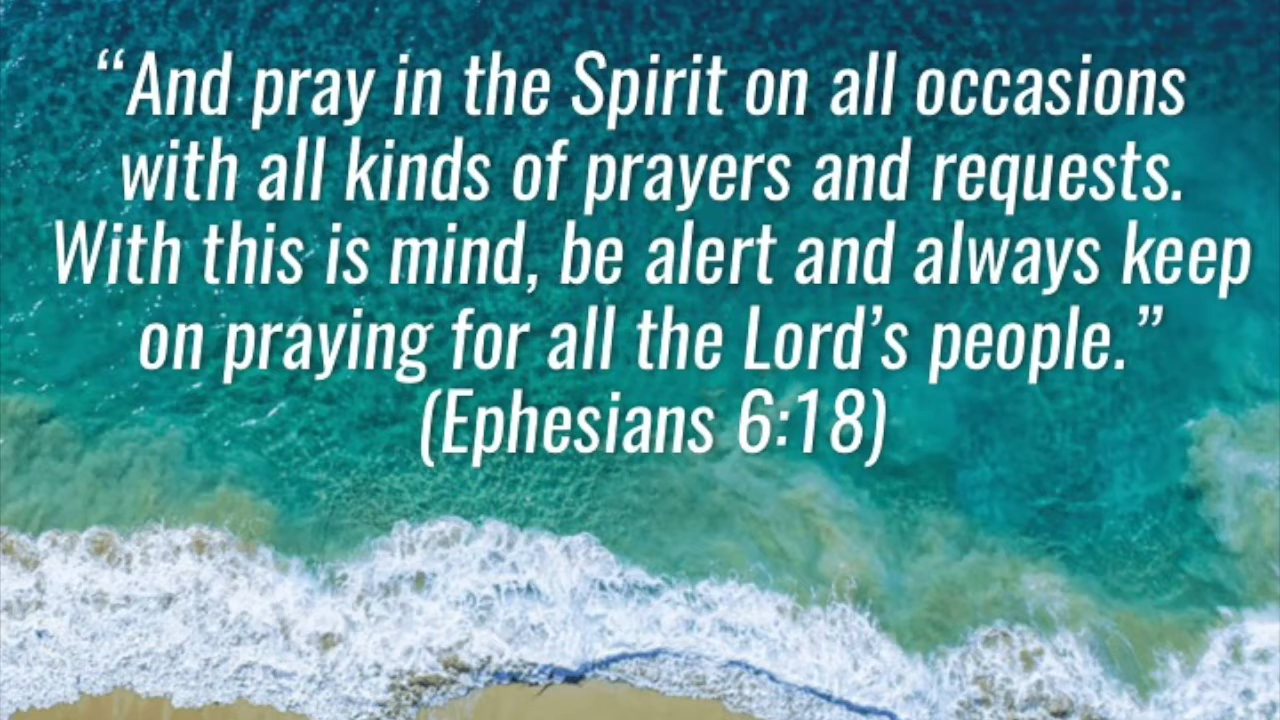 “And pray in the Spirit on all occasions
with all kinds of prayers and requests.
With this is mind, be alert and always keep
on praying for all the Lord’s people.”
(Ephesians 6:18)